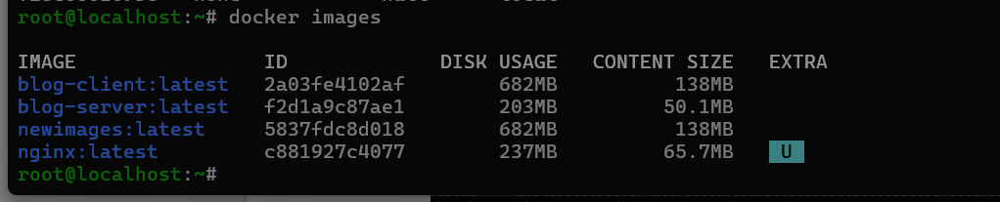 root@localhost:~# docker images
IMAGE ID DISK USAGE CONTENT SIZE EXTRA
blog-client:latest 2a03fe4102af 682MB 138MB
blog-server:latest f2d1a9c87ae1 203MB 50.1MB
newimages:latest 5837fdc8d018 682MB 138MB
nginx:latest c881927c4077 237MB 65.7MB U
root@localhost:~#